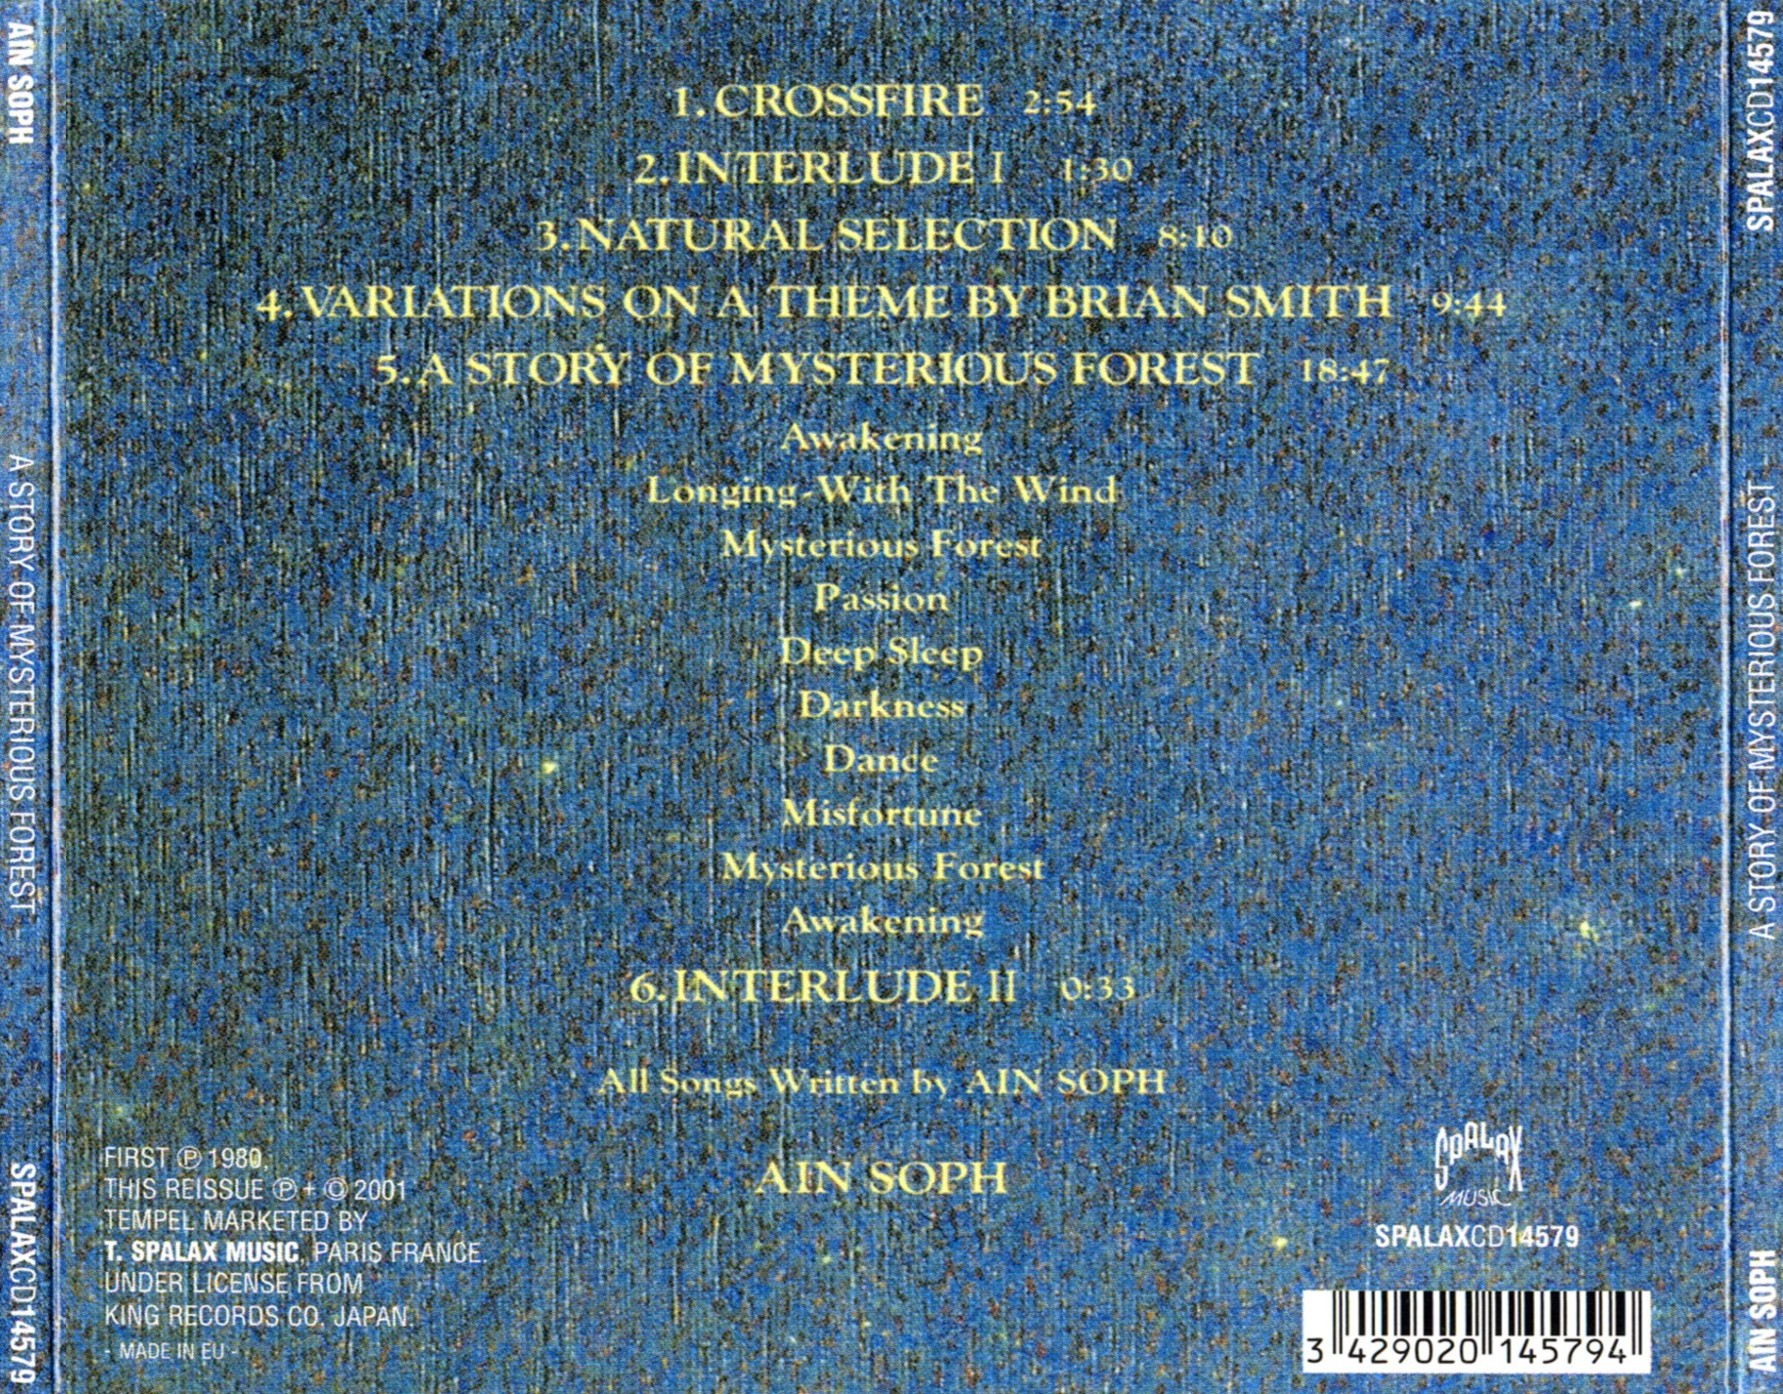 AIN SOPH
A STORY OF MYSTERIOUS FOREST
SPALAXCD14579
1. CROSSFIRE 2:54
2. INTERLUDE I 1:30
3. NATURAL SELECTION 8:10
4. VARIATIONS ON A THEME BY BRIAN SMITH 9:44
5. A STORY OF MYSTERIOUS FOREST 18:47
Awakening
Longing-With The Wind
Mysterious Forest
Passion
Deep Sleep
Darkness
Dance
Misfortune
Mysterious Forest
Awakening
6. INTERLUDE II 0:33
All Songs Written by AIN SOPH
AIN SOPH
FIRST ℗ 1980.
THIS REISSUE ℗ + © 2001
TEMPEL MARKETED BY
T. SPALAX MUSIC, PARIS FRANCE.
UNDER LICENSE FROM
KING RECORDS CO. JAPAN.
- MADE IN EU -
SPALAX
MUSIC
SPALAXCD14579
3 429020 145794
SPALAXCD14579
A STORY OF MYSTERIOUS FOREST
AIN SOPH